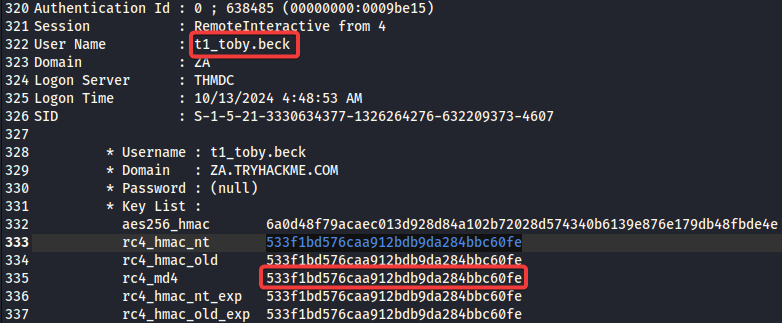 320 Authentication Id : 0 ; 638485 (00000000:0009be15)
321 Session           : RemoteInteractive from 4
322 User Name         : t1_toby.beck
323 Domain            : ZA
324 Logon Server      : THMDC
325 Logon Time        : 10/13/2024 4:48:53 AM
326 SID               : S-1-5-21-3330634377-1326264276-632209373-4607
327
328          * Username : t1_toby.beck
329          * Domain   : ZA.TRYHACKME.COM
330          * Password : (null)
331          * Key List :
332            aes256_hmac       6a0d48f79acaec013d928d84a102b72028d574340b6139e876e179db48fbde4e
333            rc4_hmac_nt       533f1bd576caa912bdb9da284bbc60fe
334            rc4_hmac_old      533f1bd576caa912bdb9da284bbc60fe
335            rc4_md4           533f1bd576caa912bdb9da284bbc60fe
336            rc4_hmac_nt_exp   533f1bd576caa912bdb9da284bbc60fe
337            rc4_hmac_old_exp  533f1bd576caa912bdb9da284bbc60fe